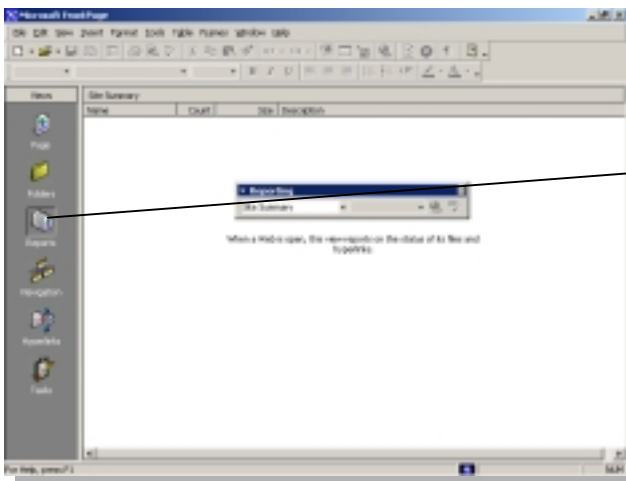 Microsoft FrontPage
File Edit View Insert Format Tools Table Frames Window Help
B I U
Views
Site Summary
Name Count Size Description
Page
Folders
Reporting
Site Summary
Reports
When a Web is open, this view reports on the status of its files and
hyperlinks.
Navigation
Hyperlinks
Tasks
For Help, press F1
NUM